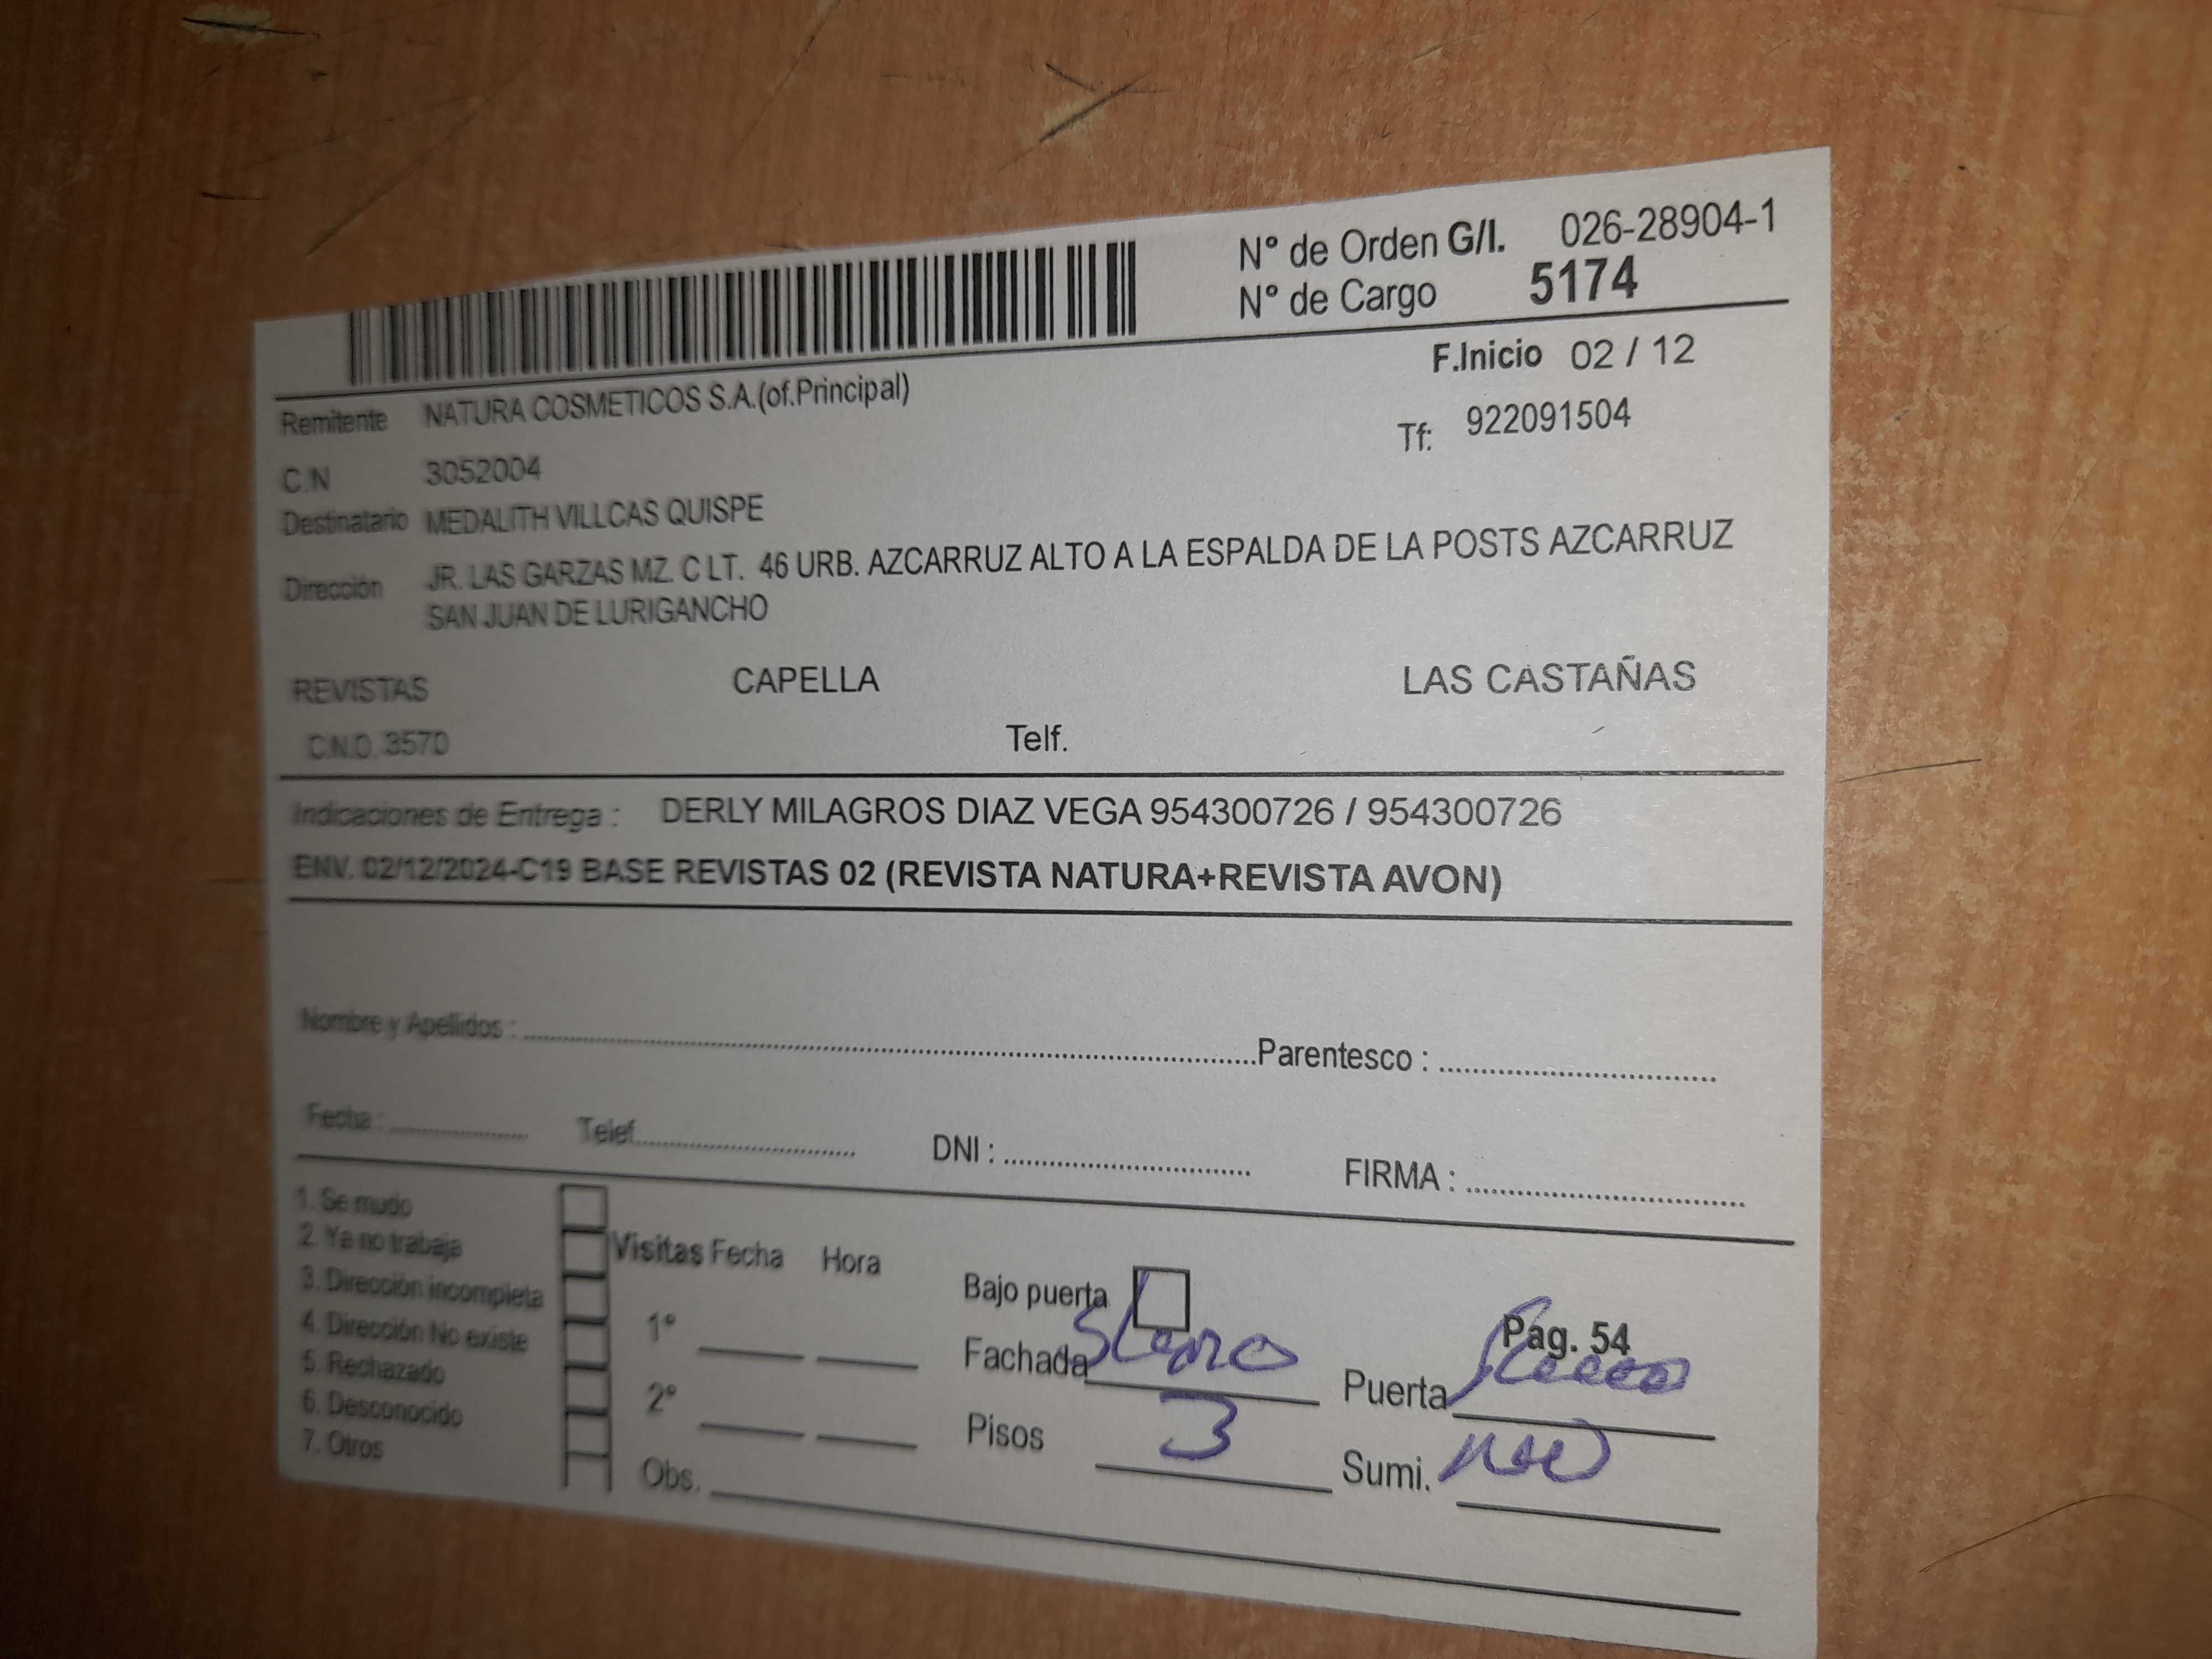 N° de Orden G/I. 026-28904-1
N° de Cargo 5174
F.Inicio 02 / 12
Remitente NATURA COSMETICOS S.A.(of.Principal)
Tf: 922091504
C.N 3052004
Destinatario MEDALITH VILLCAS QUISPE
Dirección JR. LAS GARZAS MZ. C LT. 46 URB. AZCARRUZ ALTO A LA ESPALDA DE LA POSTS AZCARRUZ
SAN JUAN DE LURIGANCHO
REVISTAS CAPELLA LAS CASTAÑAS
C.N.O. 3570 Telf.
Indicaciones de Entrega : DERLY MILAGROS DIAZ VEGA 954300726 / 954300726
ENV. 02/12/2024-C19 BASE REVISTAS 02 (REVISTA NATURA+REVISTA AVON)
Nombre y Apellidos : Parentesco :
Fecha : Telef. DNI : FIRMA :
1. Se mudo
2. Ya no trabaja
3. Dirección incompleta
4. Dirección No existe
5. Rechazado
6. Desconocido
7. Otros
Visitas Fecha Hora
1°
2°
Obs.
Bajo puerta
Fachada
Pisos 3
Pag. 54
Puerta
Sumi.